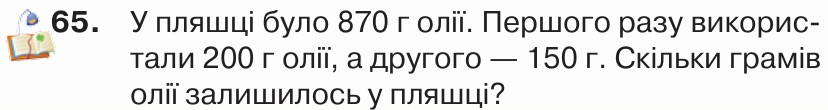 65. У пляшці було 870 г олії. Першого разу викорис-
тали 200 г олії, а другого — 150 г. Скільки грамів
олії залишилось у пляшці?